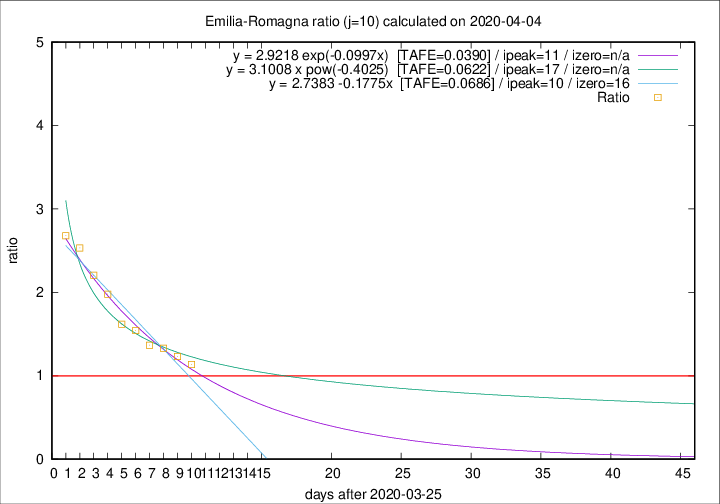 Emilia-Romagna ratio (j=10) calculated on 2020-04-04
y = 2.9218 exp(-0.0997x) [TAFE=0.0390] / ipeak=11 / izero=n/a
y = 3.1008 x pow(-0.4025) [TAFE=0.0622] / ipeak=17 / izero=n/a
y = 2.7383 -0.1775x [TAFE=0.0686] / ipeak=10 / izero=16
Ratio
5
4
3
2
1
0
ratio
0 1 2 3 4 5 6 7 8 9 10 11 12 13 14 15 20 25 30 35 40 45
days after 2020-03-25